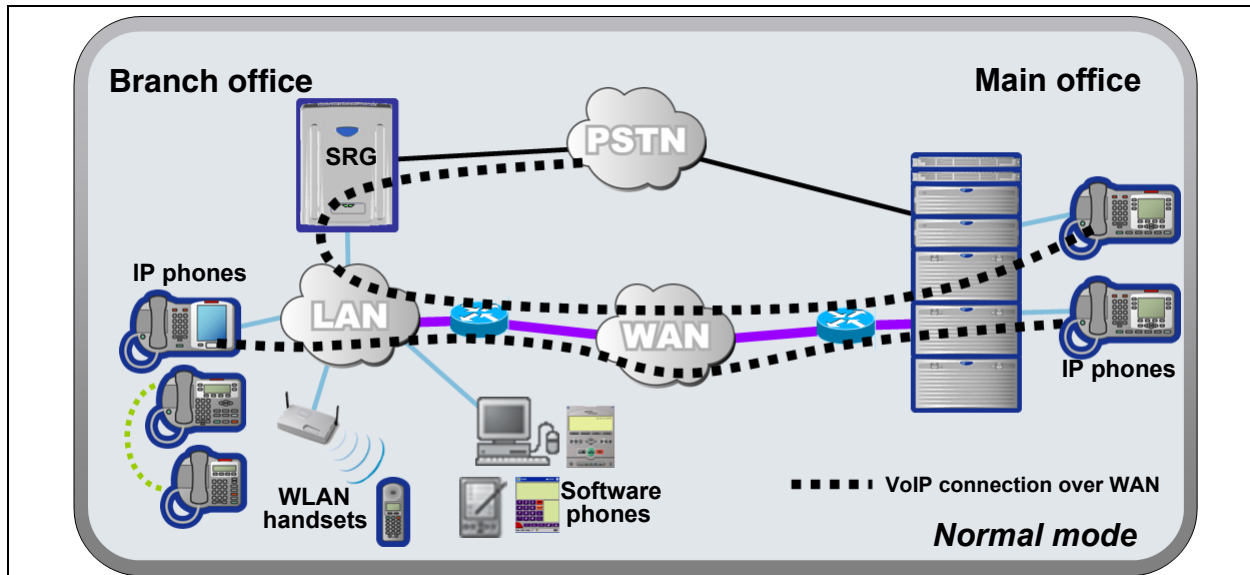 Branch office
Main office
SRG
PSTN
IP phones
LAN
WAN
IP phones
WLAN
handsets
Software
phones
VoIP connection over WAN
Normal mode